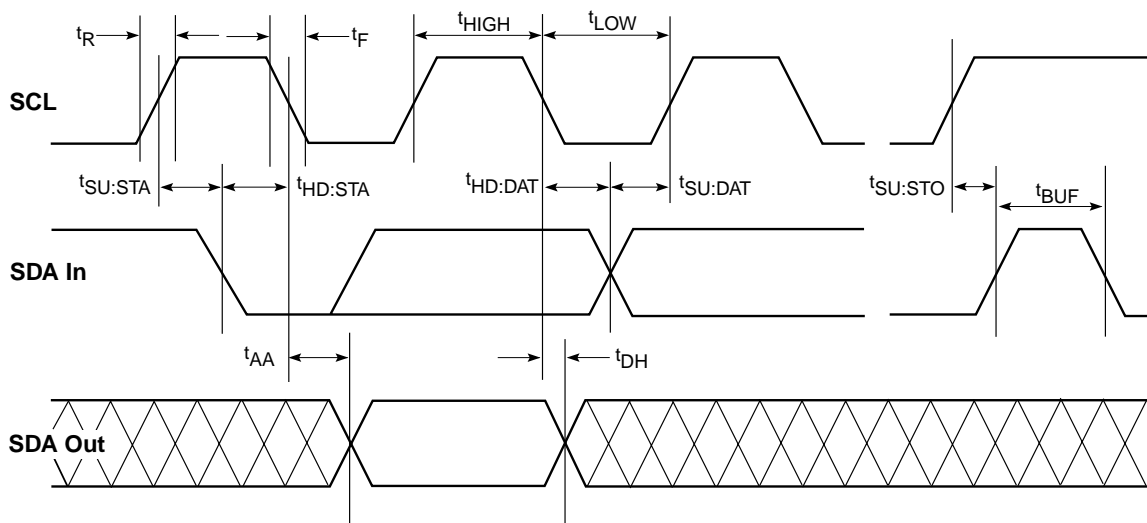 tR
tF
tHIGH
tLOW
SCL
tSU:STA
tHD:STA
tHD:DAT
tSU:DAT
tSU:STO
tBUF
SDA In
tAA
tDH
SDA Out